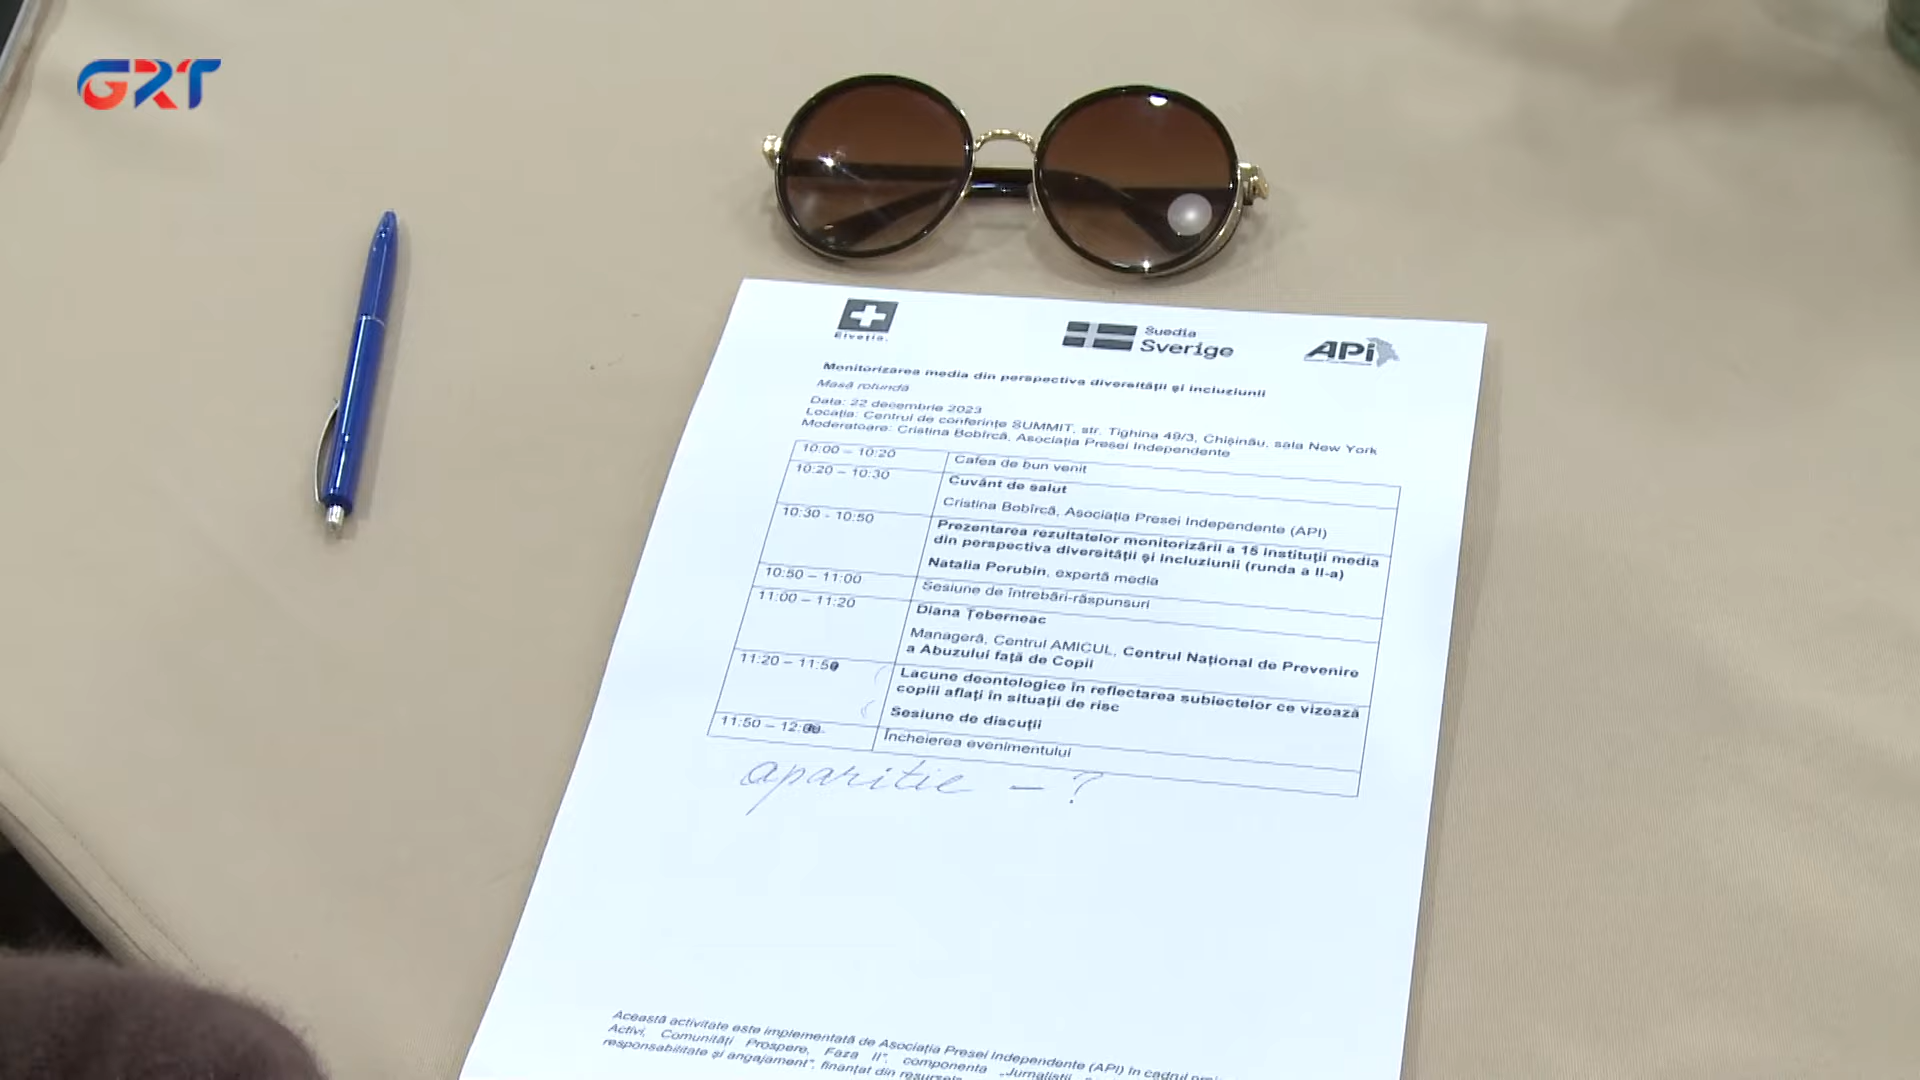 GRT
Elveția.
Suedia
Sverige
API
Monitorizarea media din perspectiva diversității și incluziunii
Masă rotundă
Data: 22 decembrie 2023
Locația: Centrul de conferințe SUMMIT, str. Tighina 49/3, Chișinău, sala New York
Moderatoare: Cristina Bobîrcă, Asociația Presei Independente
10:00 – 10:20 Cafea de bun venit
10:20 – 10:30 Cuvânt de salut
Cristina Bobîrcă, Asociația Presei Independente (API)
10:30 - 10:50 Prezentarea rezultatelor monitorizării a 15 instituții media
din perspectiva diversității și incluziunii (runda a II-a)
Natalia Porubin, expertă media
10:50 – 11:00 Sesiune de întrebări-răspunsuri
11:00 – 11:20 Diana Țeberneac
Manageră, Centrul AMICUL, Centrul Național de Prevenire
a Abuzului față de Copii
11:20 – 11:50 Lacune deontologice în reflectarea subiectelor ce vizează
copiii aflați în situații de risc
Sesiune de discuții
11:50 – 12:00 Încheierea evenimentului
aparitie – ?
Această activitate este implementată de Asociația Presei Independente (API) în cadrul
Activi, Comunități Prospere, Faza II", componenta „Jurnaliștii
responsabilitate și angajament", finanțat din resursele